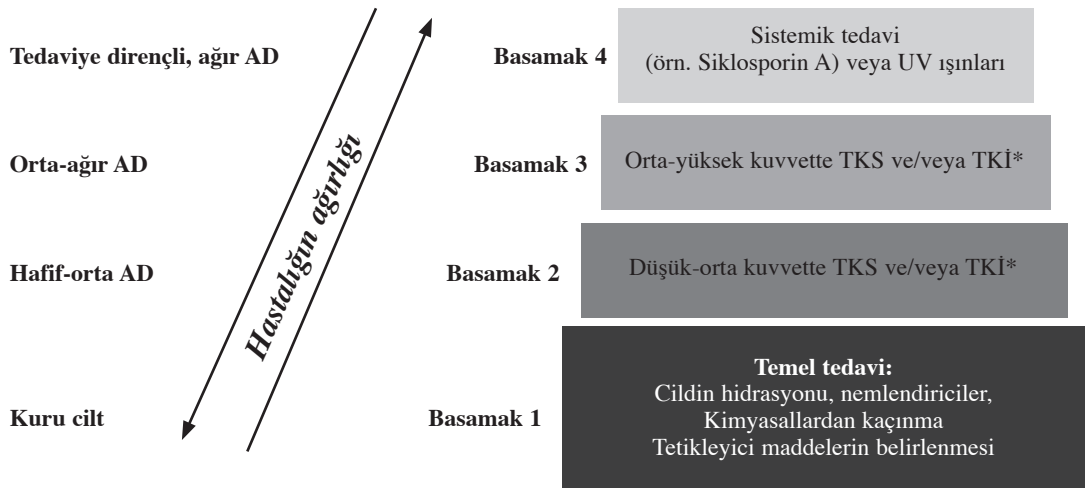 Tedaviye dirençli, ağır AD
Basamak 4
Sistemik tedavi
(örn. Siklosporin A) veya UV ışınları
Orta-ağır AD
Basamak 3
Orta-yüksek kuvvette TKS ve/veya TKİ*
Hastalığın ağırlığı
Hafif-orta AD
Basamak 2
Düşük-orta kuvvette TKS ve/veya TKİ*
Kuru cilt
Basamak 1
Temel tedavi:
Cildin hidrasyonu, nemlendiriciler,
Kimyasallardan kaçınma
Tetikleyici maddelerin belirlenmesi